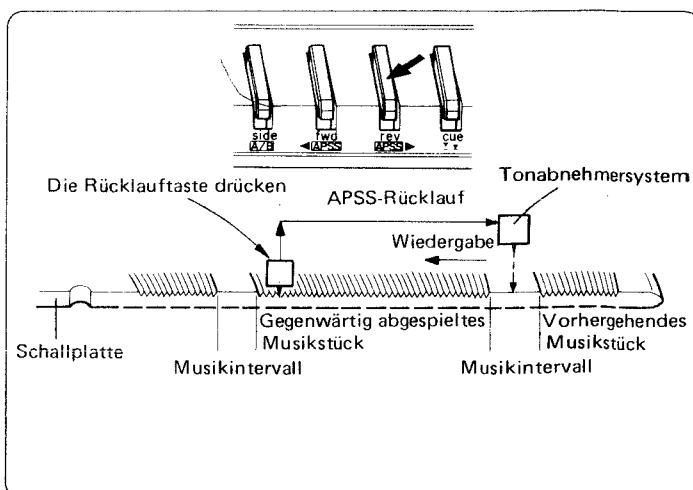 side fwd rev cue
A/B APSS APSS
Die Rücklauftaste drücken
Tonabnehmersystem
APSS-Rücklauf
Wiedergabe
Gegenwärtig abgespieltes
Musikstück
Vorhergehendes
Musikstück
Schallplatte
Musikintervall
Musikintervall